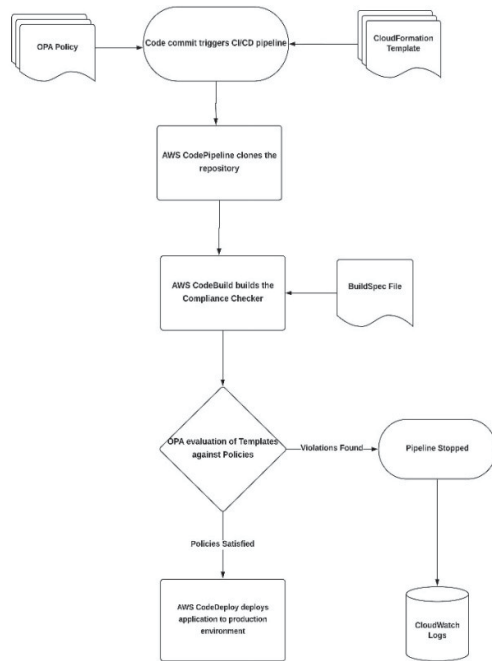 OPA Policy
Code commit triggers CI/CD pipeline
CloudFormation
Template
AWS CodePipeline clones the
repository
AWS CodeBuild builds the
Compliance Checker
BuildSpec File
OPA evaluation of Templates
against Policies
Violations Found
Pipeline Stopped
Policies Satisfied
AWS CodeDeploy deploys
application to production
environment
CloudWatch
Logs